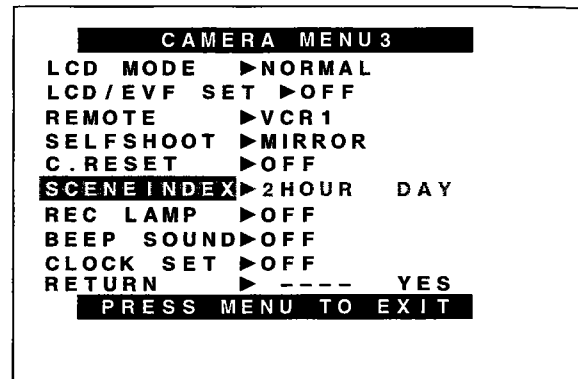 CAMERA MENU3
LCD MODE ▶NORMAL
LCD/EVF SET ▶OFF
REMOTE ▶VCR1
SELFSHOOT ▶MIRROR
C.RESET ▶OFF
SCENEINDEX▶2HOUR DAY
REC LAMP ▶OFF
BEEP SOUND▶OFF
CLOCK SET ▶OFF
RETURN ▶ ---- YES
PRESS MENU TO EXIT